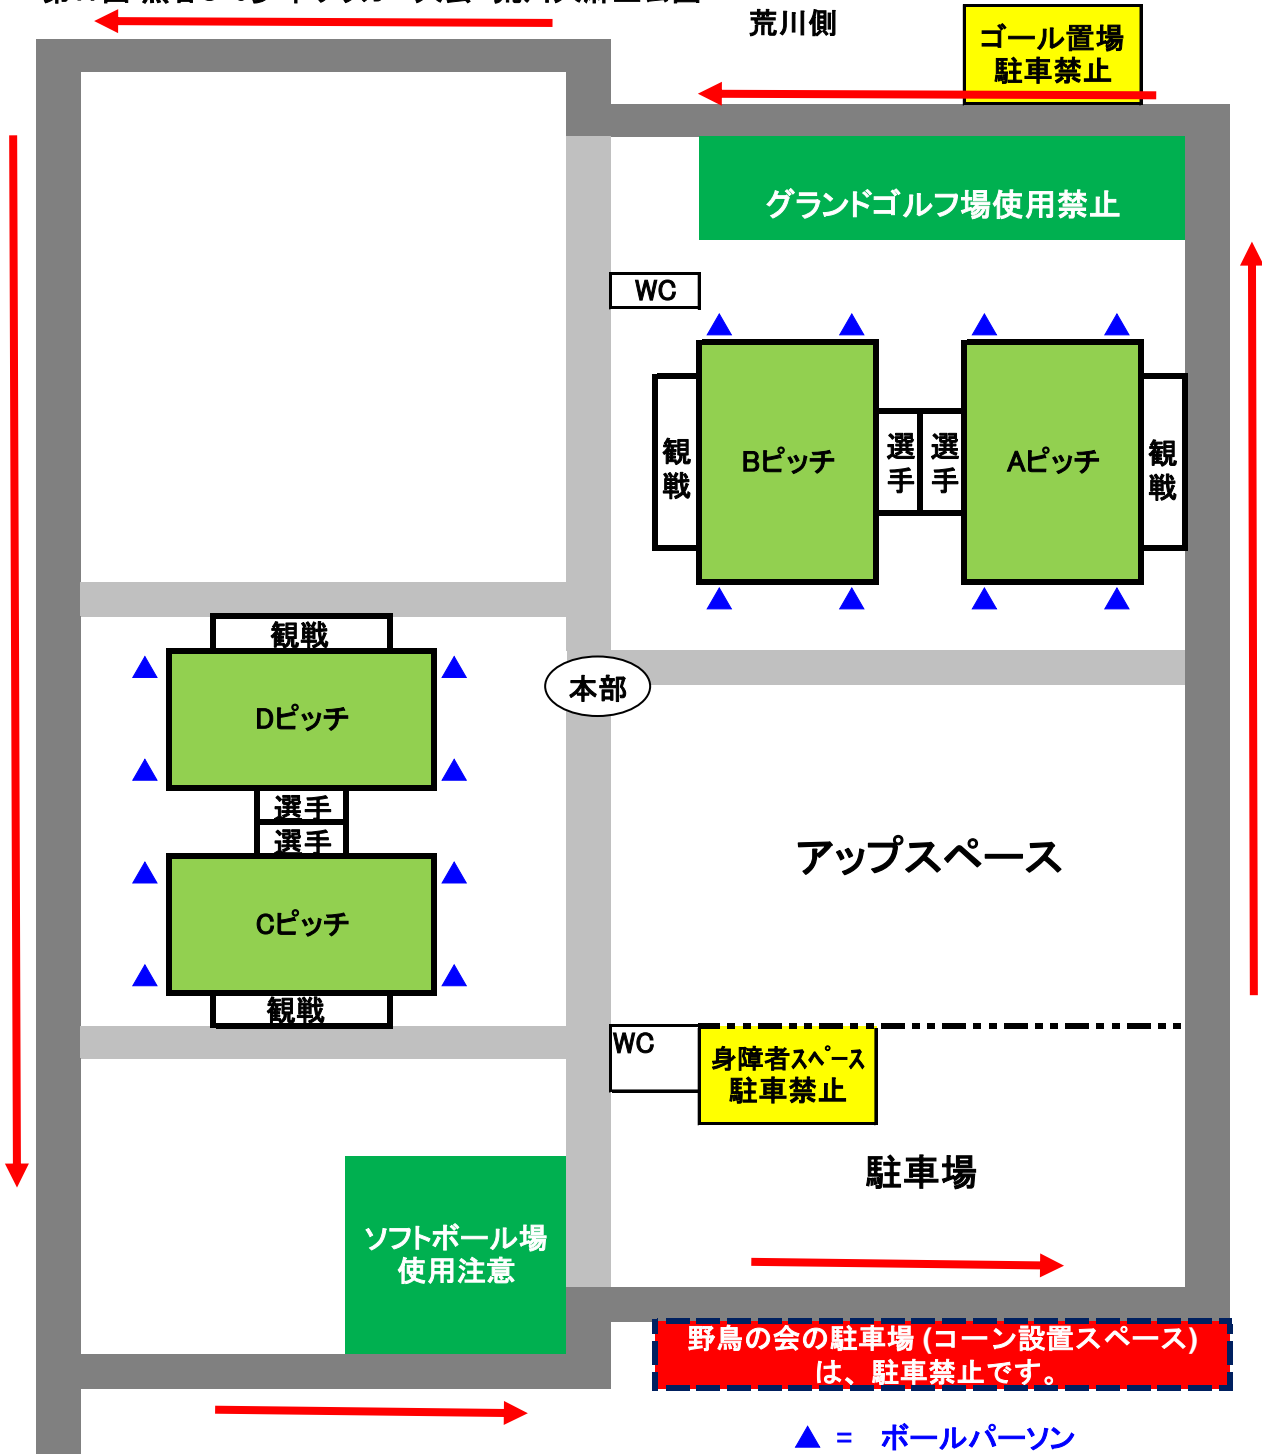 荒川側
ゴール置場
駐車禁止
グランドゴルフ場使用禁止
WC
観戦
Bピッチ
選手
選手
Aピッチ
観戦
観戦
Dピッチ
選手
選手
Cピッチ
観戦
本部
アップスペース
WC
身障者スペース
駐車禁止
駐車場
ソフトボール場
使用注意
野鳥の会の駐車場(コーン設置スペース)
は、駐車禁止です。
▲ = ボールパーソン